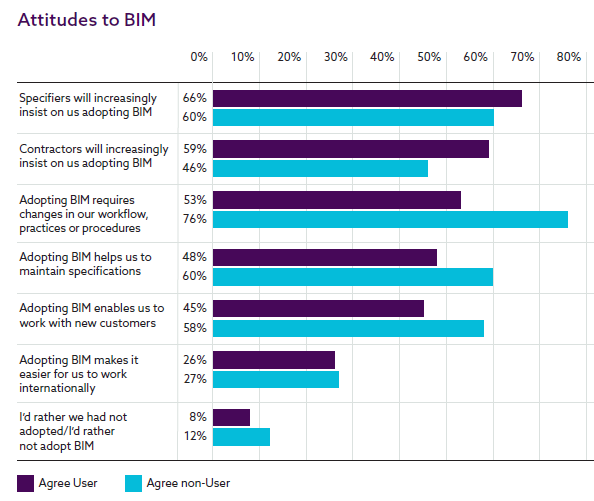 Attitudes to BIM
0% 10% 20% 30% 40% 50% 60% 70% 80%
Specifiers will increasingly 66%
insist on us adopting BIM 60%
Contractors will increasingly 59%
insist on us adopting BIM 46%
Adopting BIM requires 53%
changes in our workflow,
practices or procedures 76%
Adopting BIM helps us to 48%
maintain specifications 60%
Adopting BIM enables us to 45%
work with new customers 58%
Adopting BIM makes it 26%
easier for us to work 27%
internationally
I'd rather we had not 8%
adopted/I'd rather 12%
not adopt BIM
Agree User Agree non-User